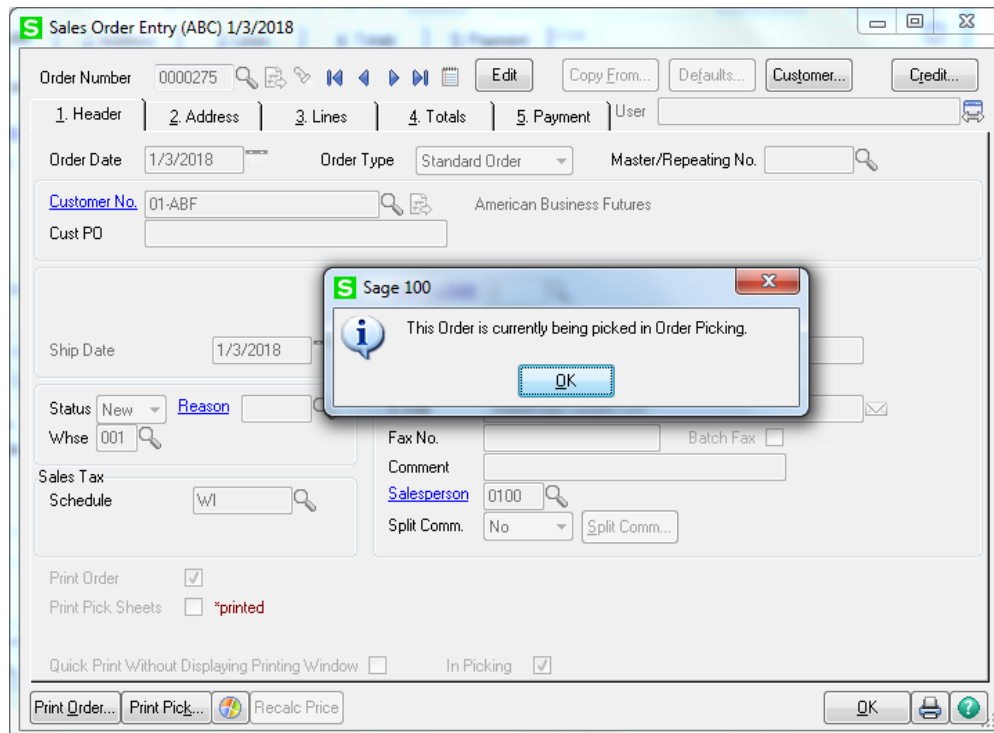 Sales Order Entry (ABC) 1/3/2018
Order Number 0000275 Edit Copy From... Defaults... Customer... Credit...
1. Header 2. Address 3. Lines 4. Totals 5. Payment User
Order Date 1/3/2018 Order Type Standard Order Master/Repeating No.
Customer No. 01-ABF American Business Futures
Cust PO
S Sage 100
This Order is currently being picked in Order Picking.
OK
Ship Date 1/3/2018
Status New Reason
Whse 001 Fax No. Batch Fax
Comment
Sales Tax
Schedule WI Salesperson 0100
Split Comm. No Split Comm...
Print Order
Print Pick Sheets *printed
Quick Print Without Displaying Printing Window In Picking
Print Order... Print Pick... Recalc Price OK